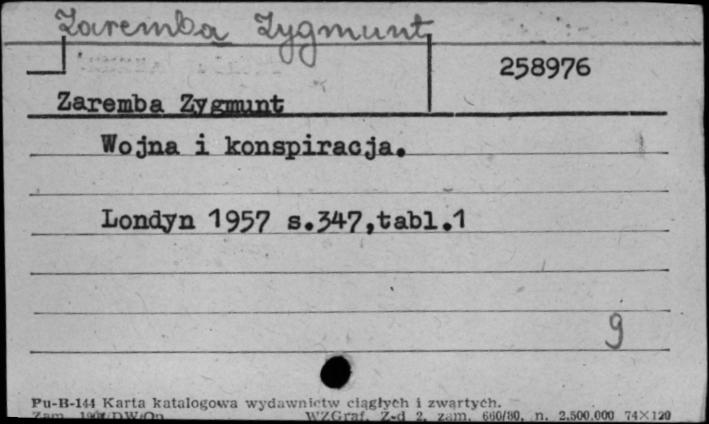 Zaremba Zygmunt
258976
Zaremba Zygmunt
Wojna i konspiracja.
Londyn 1957 s.347,tabl.1
9
Pu-B-144 Karta katalogowa wydawnictw ciągłych i zwartych.
Zam. WZGraf. Z-d 2, zam. 660/80, n. 2.500.000 74×120